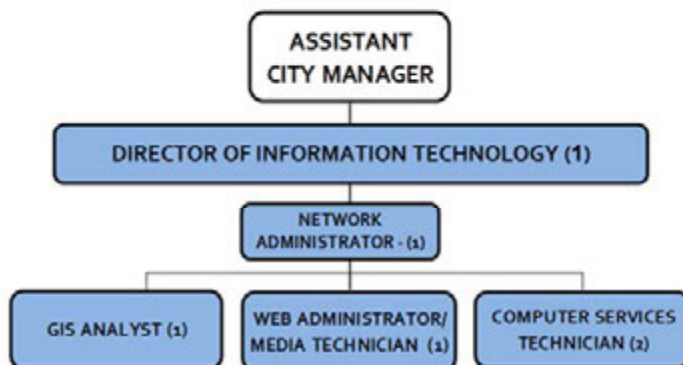 ASSISTANT
CITY MANAGER
DIRECTOR OF INFORMATION TECHNOLOGY (1)
NETWORK
ADMINISTRATOR - (1)
GIS ANALYST (1)
WEB ADMINISTRATOR/
MEDIA TECHNICIAN (1)
COMPUTER SERVICES
TECHNICIAN (2)